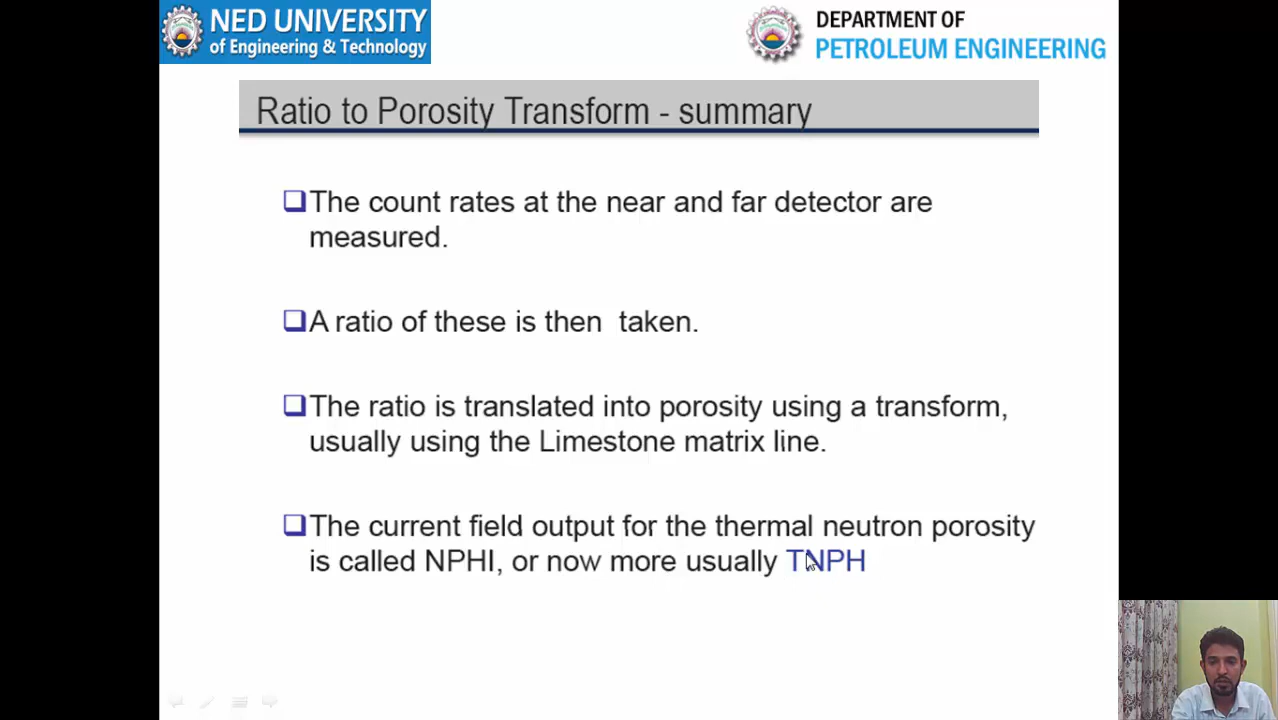 NED UNIVERSITY
of Engineering & Technology
DEPARTMENT OF
PETROLEUM ENGINEERING
Ratio to Porosity Transform - summary
The count rates at the near and far detector are
measured.
A ratio of these is then taken.
The ratio is translated into porosity using a transform,
usually using the Limestone matrix line.
The current field output for the thermal neutron porosity
is called NPHI, or now more usually TNPH